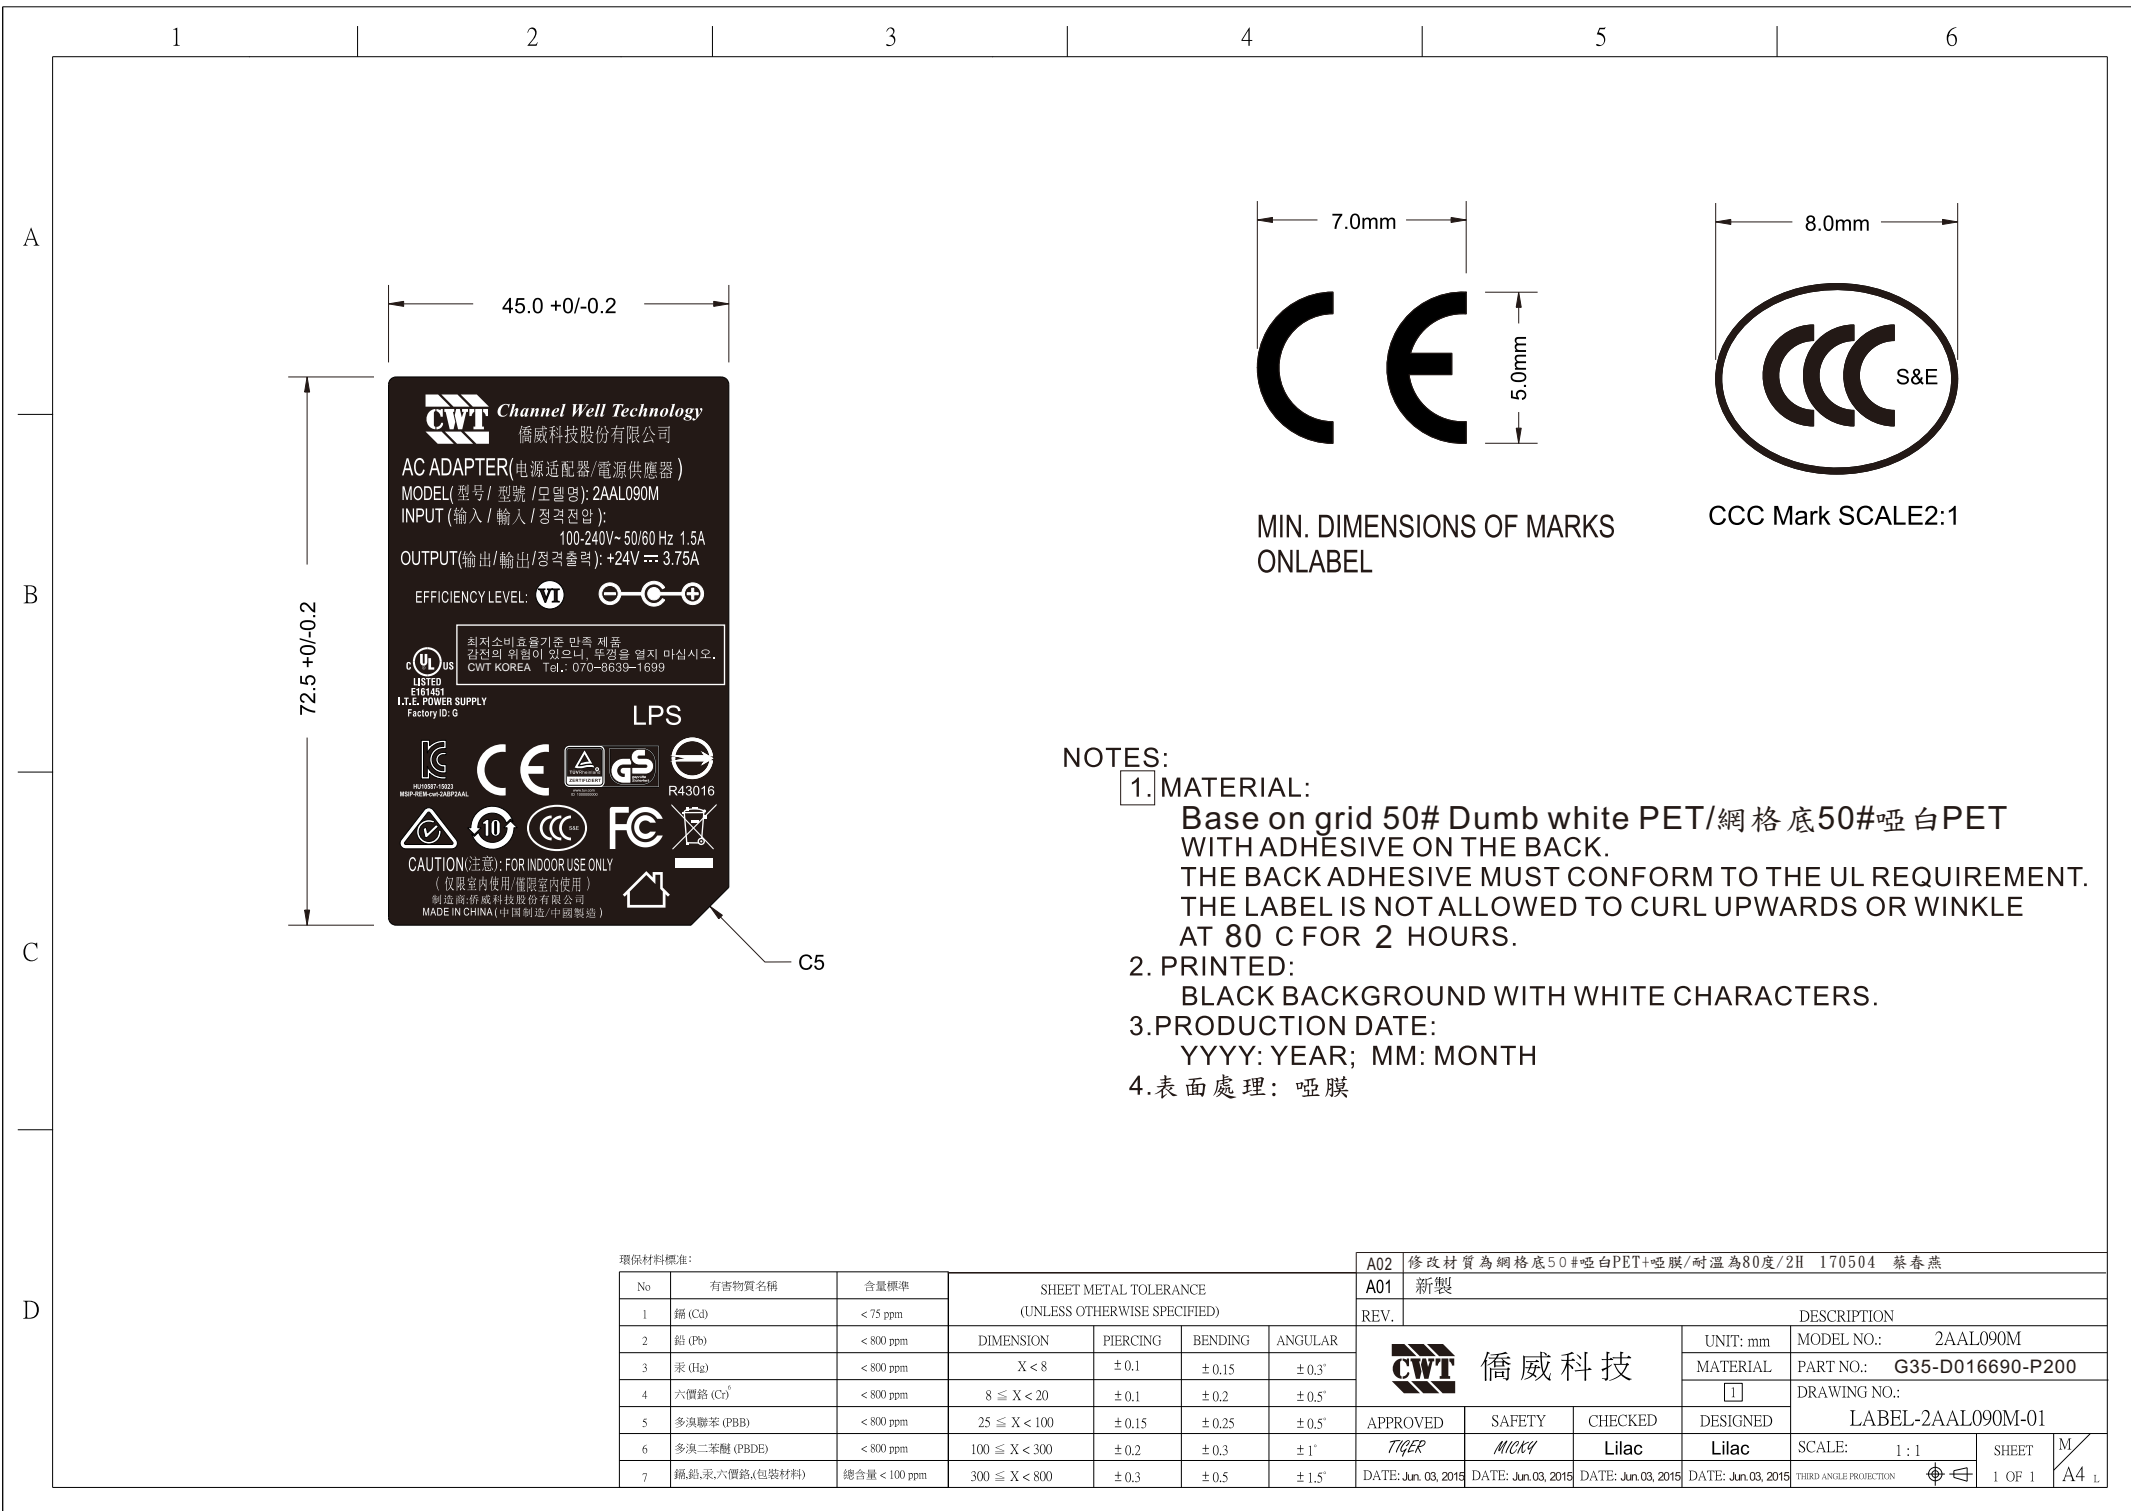 1 2 3 4 5 6
A
B
C
D
45.0 +0/-0.2
72.5 +0/-0.2
C5
CWT Channel Well Technology
僑威科技股份有限公司
AC ADAPTER(电源适配器/電源供應器)
MODEL(型号/型號/모델명): 2AAL090M
INPUT(输入/輸入/정격전압):
100-240V~ 50/60 Hz 1.5A
OUTPUT(输出/輸出/정격출력): +24V ⎓ 3.75A
EFFICIENCY LEVEL: VI
최저소비효율기준 만족 제품
감전의 위험이 있으니, 뚜껑을 열지 마십시오.
CWT KOREA Tel.: 070-8639-1699
C UL US
LISTED
E161451
I.T.E. POWER SUPPLY
Factory ID: G
LPS
HU10587-15023
MSIP-REM-cwt-2ABP2AAL
CE
TÜVRheinland
ZERTIFIZIERT
GS
geprüfte
Sicherheit
R43016
10
CCC S&E
FC
CAUTION(注意): FOR INDOOR USE ONLY
(仅限室内使用/僅限室內使用)
制造商:侨威科技股份有限公司
MADE IN CHINA(中国制造/中國製造)
7.0mm
5.0mm
CE
MIN. DIMENSIONS OF MARKS
ONLABEL
8.0mm
CCC S&E
CCC Mark SCALE2:1
NOTES:
1. MATERIAL:
Base on grid 50# Dumb white PET/網格底50#啞白PET
WITH ADHESIVE ON THE BACK.
THE BACK ADHESIVE MUST CONFORM TO THE UL REQUIREMENT.
THE LABEL IS NOT ALLOWED TO CURL UPWARDS OR WINKLE
AT 80 C FOR 2 HOURS.
2. PRINTED:
BLACK BACKGROUND WITH WHITE CHARACTERS.
3.PRODUCTION DATE:
YYYY: YEAR; MM: MONTH
4.表面處理: 啞膜
環保材料標准:
No 有害物質名稱 含量標準
1 鎘 (Cd) < 75 ppm
2 鉛 (Pb) < 800 ppm
3 汞 (Hg) < 800 ppm
4 六價鉻 (Cr)6 < 800 ppm
5 多溴聯苯 (PBB) < 800 ppm
6 多溴二苯醚 (PBDE) < 800 ppm
7 鎘,鉛,汞,六價鉻,(包裝材料) 總含量 < 100 ppm
SHEET METAL TOLERANCE
(UNLESS OTHERWISE SPECIFIED)
DIMENSION PIERCING BENDING ANGULAR
X < 8 ± 0.1 ± 0.15 ± 0.3°
8 ≦ X < 20 ± 0.1 ± 0.2 ± 0.5°
25 ≦ X < 100 ± 0.15 ± 0.25 ± 0.5°
100 ≦ X < 300 ± 0.2 ± 0.3 ± 1°
300 ≦ X < 800 ± 0.3 ± 0.5 ± 1.5°
A02 修改材質為網格底50#啞白PET+啞膜/耐溫為80度/2H 170504 蔡春燕
A01 新製
REV. DESCRIPTION
CWT 僑威科技
UNIT: mm
MATERIAL
1
MODEL NO.: 2AAL090M
PART NO.: G35-D016690-P200
DRAWING NO.:
LABEL-2AAL090M-01
APPROVED SAFETY CHECKED DESIGNED
TIGER MICKY Lilac Lilac
DATE: Jun. 03, 2015 DATE: Jun. 03, 2015 DATE: Jun. 03, 2015 DATE: Jun. 03, 2015
SCALE: 1 : 1
THIRD ANGLE PROJECTION
SHEET
1 OF 1
M
A4 L